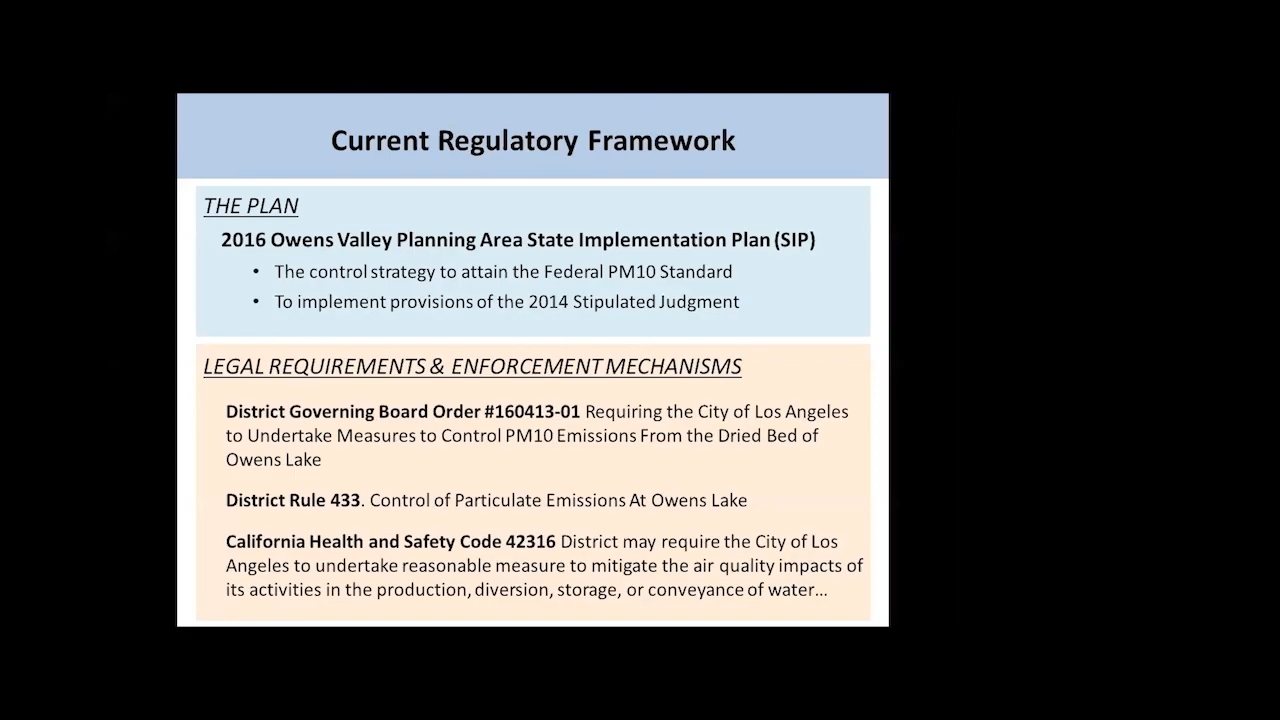 Current Regulatory Framework
THE PLAN
2016 Owens Valley Planning Area State Implementation Plan (SIP)
• The control strategy to attain the Federal PM10 Standard
• To implement provisions of the 2014 Stipulated Judgment
LEGAL REQUIREMENTS & ENFORCEMENT MECHANISMS
District Governing Board Order #160413-01 Requiring the City of Los Angeles
to Undertake Measures to Control PM10 Emissions From the Dried Bed of
Owens Lake
District Rule 433. Control of Particulate Emissions At Owens Lake
California Health and Safety Code 42316 District may require the City of Los
Angeles to undertake reasonable measure to mitigate the air quality impacts of
its activities in the production, diversion, storage, or conveyance of water…